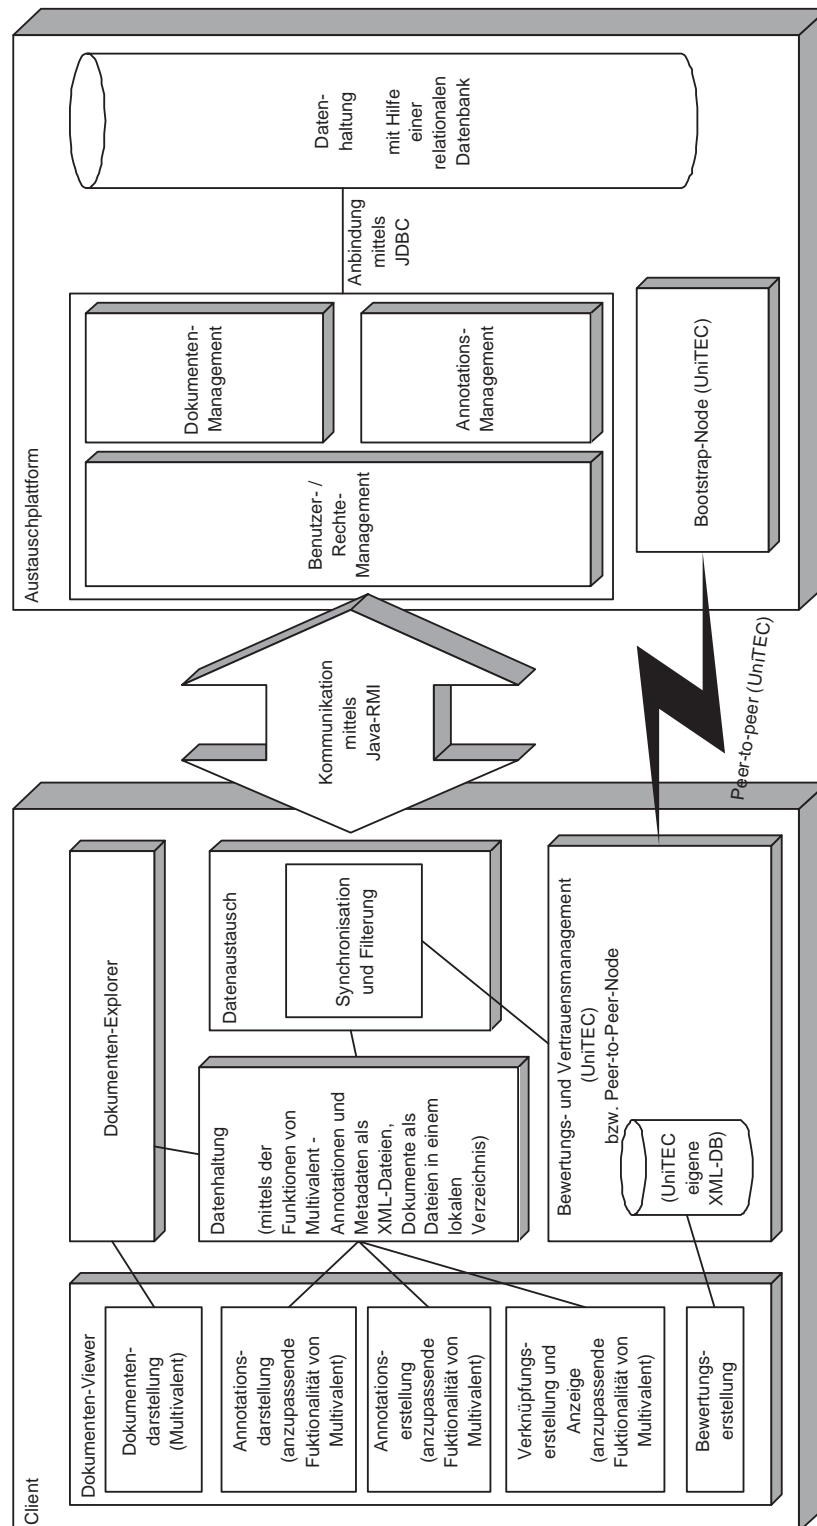 Client
Dokumenten-Viewer
Dokumenten-
darstellung
(Multivalent)
Annotations-
darstellung
(anzupassende
Fuktionalität von
Multivalent)
Annotations-
erstellung
(anzupassende
Fuktionalität von
Multivalent)
Verknüpfungs-
erstellung und
Anzeige
(anzupassende
Fuktionalität von
Multivalent)
Bewertungs-
erstellung
Dokumenten-Explorer
Datenhaltung
(mittels der
Funktionen von
Multivalent -
Annotationen und
Metadaten als
XML-Dateien,
Dokumente als
Dateien in einem
lokalen
Verzeichnis)
Datenaustausch
Synchronisation
und Filterung
Bewertungs- und Vertrauensmanagement
(UniTEC)
bzw. Peer-to-Peer-Node
(UniTEC
eigene
XML-DB)
Kommunikation
mittels
Java-RMI
Peer-to-peer (UniTEC)
Austauschplattform
Benutzer- /
Rechte-
Management
Dokumenten-
Management
Annotations-
Management
Anbindung
mittels
JDBC
Daten-
haltung
mit Hilfe
einer
relationalen
Datenbank
Bootstrap-Node (UniTEC)